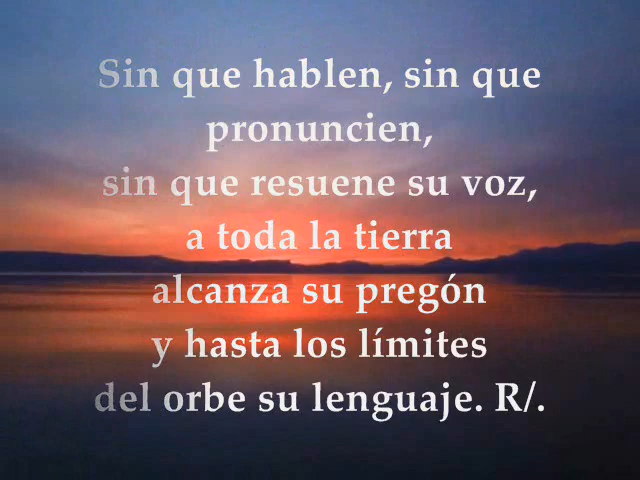 Sin que hablen, sin que
pronuncien,
sin que resuene su voz,
a toda la tierra
alcanza su pregón
y hasta los límites
del orbe su lenguaje. R/.